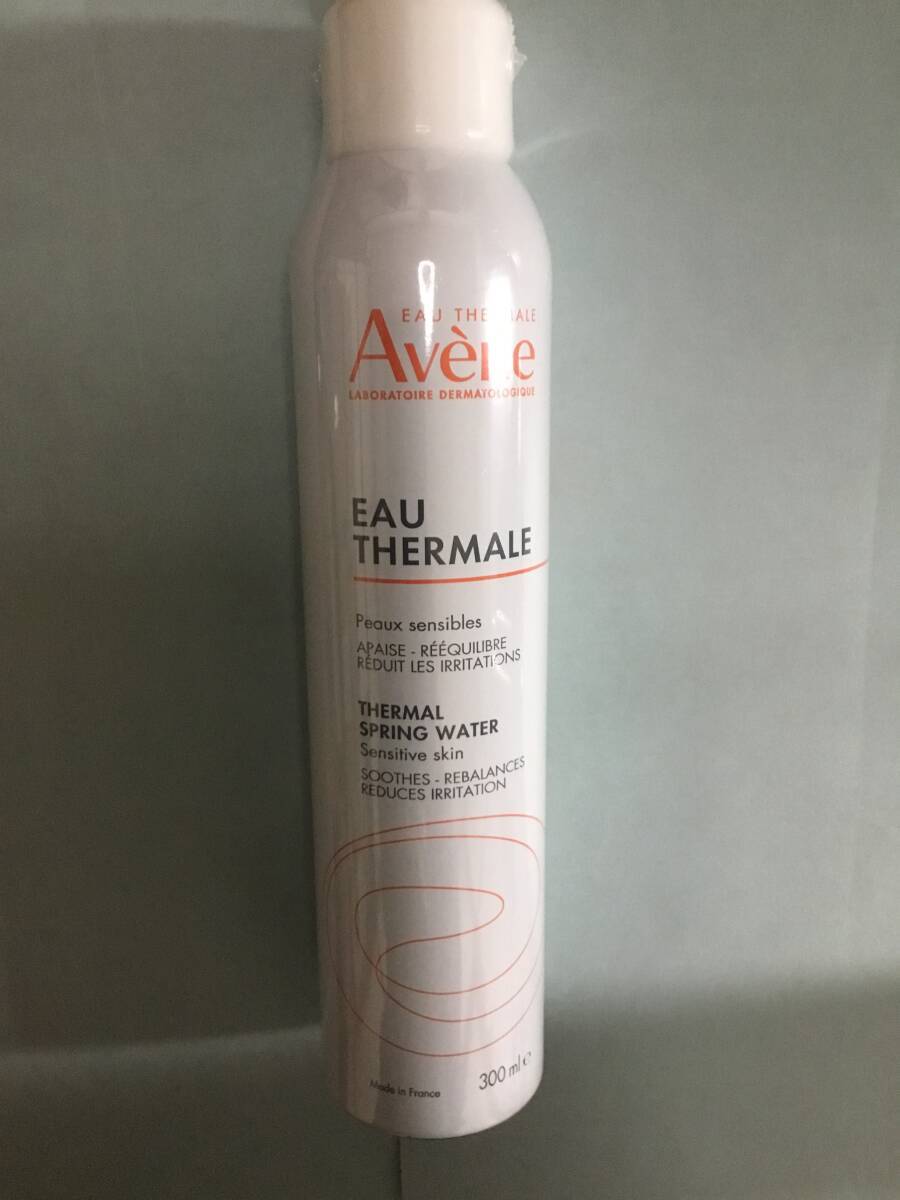 EAU THERMALE
Avène
LABORATOIRE DERMATOLOGIQUE
EAU
THERMALE
Peaux sensibles
APAISE - RÉÉQUILIBRE
RÉDUIT LES IRRITATIONS
THERMAL
SPRING WATER
Sensitive skin
SOOTHES - REBALANCES
REDUCES IRRITATION
Made in France
300 ml ℮